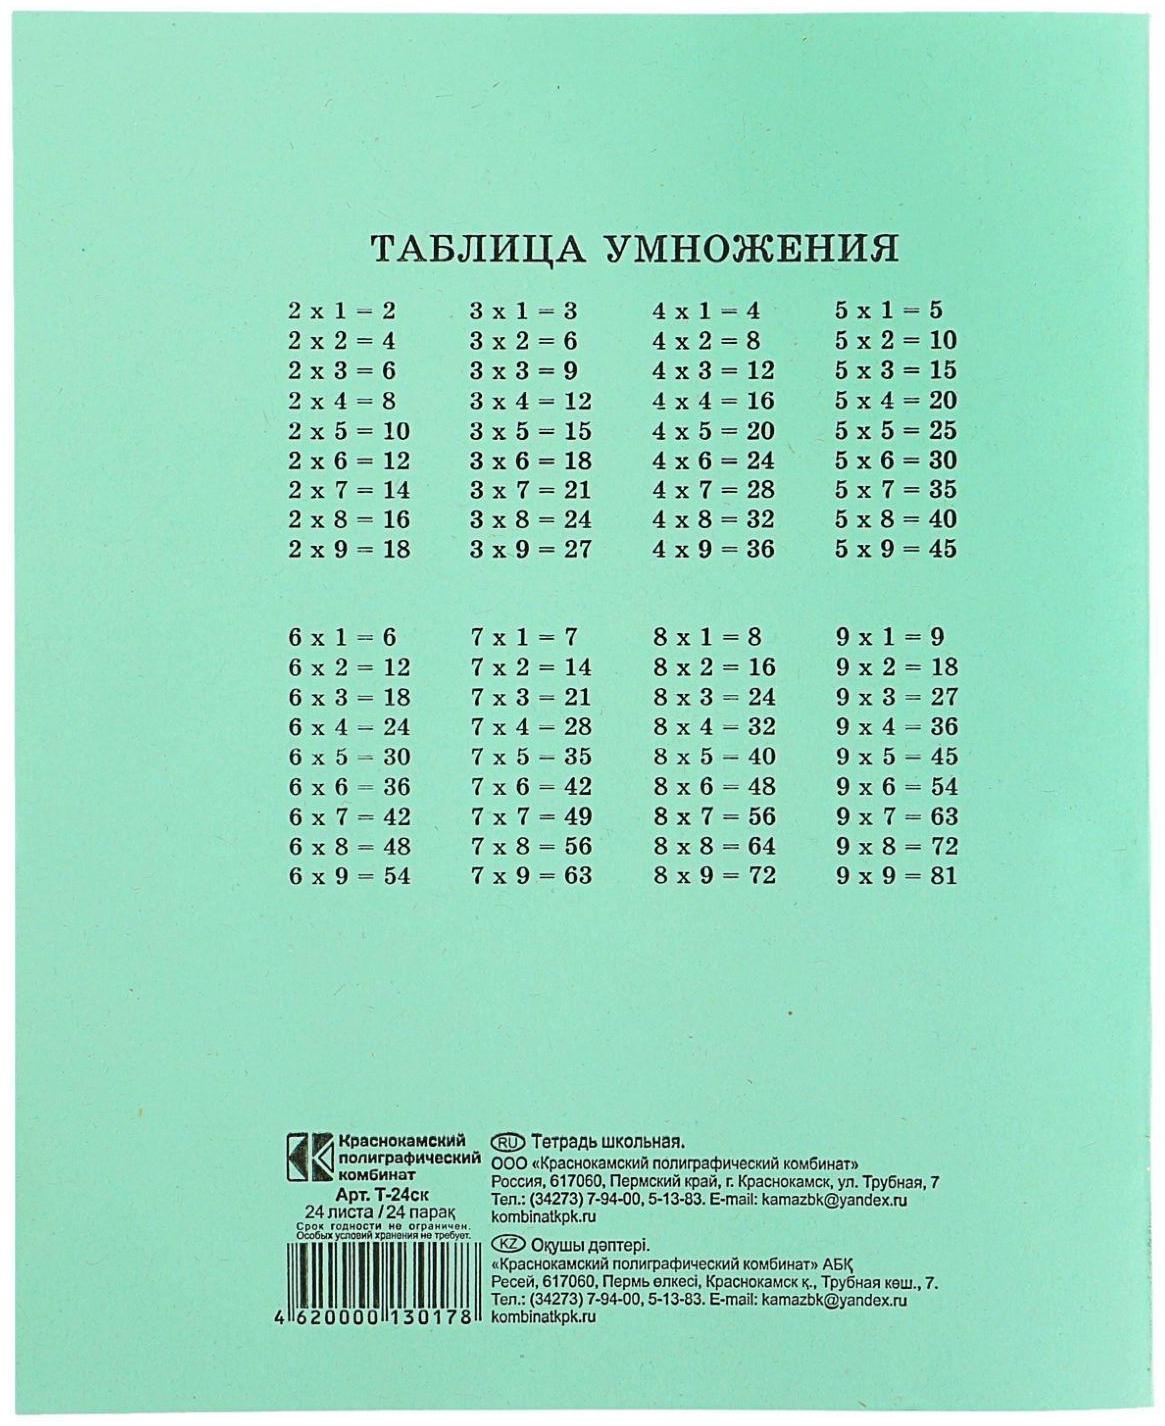 ТАБЛИЦА УМНОЖЕНИЯ
2 x 1 = 2 3 x 1 = 3 4 x 1 = 4 5 x 1 = 5
2 x 2 = 4 3 x 2 = 6 4 x 2 = 8 5 x 2 = 10
2 x 3 = 6 3 x 3 = 9 4 x 3 = 12 5 x 3 = 15
2 x 4 = 8 3 x 4 = 12 4 x 4 = 16 5 x 4 = 20
2 x 5 = 10 3 x 5 = 15 4 x 5 = 20 5 x 5 = 25
2 x 6 = 12 3 x 6 = 18 4 x 6 = 24 5 x 6 = 30
2 x 7 = 14 3 x 7 = 21 4 x 7 = 28 5 x 7 = 35
2 x 8 = 16 3 x 8 = 24 4 x 8 = 32 5 x 8 = 40
2 x 9 = 18 3 x 9 = 27 4 x 9 = 36 5 x 9 = 45
6 x 1 = 6 7 x 1 = 7 8 x 1 = 8 9 x 1 = 9
6 x 2 = 12 7 x 2 = 14 8 x 2 = 16 9 x 2 = 18
6 x 3 = 18 7 x 3 = 21 8 x 3 = 24 9 x 3 = 27
6 x 4 = 24 7 x 4 = 28 8 x 4 = 32 9 x 4 = 36
6 x 5 = 30 7 x 5 = 35 8 x 5 = 40 9 x 5 = 45
6 x 6 = 36 7 x 6 = 42 8 x 6 = 48 9 x 6 = 54
6 x 7 = 42 7 x 7 = 49 8 x 7 = 56 9 x 7 = 63
6 x 8 = 48 7 x 8 = 56 8 x 8 = 64 9 x 8 = 72
6 x 9 = 54 7 x 9 = 63 8 x 9 = 72 9 x 9 = 81
Краснокамский
полиграфический
комбинат
Арт. Т-24ск
24 листа / 24 парақ
Срок годности не ограничен.
Особых условий хранения не требует.
4 620000 130178
RU Тетрадь школьная.
ООО «Краснокамский полиграфический комбинат»
Россия, 617060, Пермский край, г. Краснокамск, ул. Трубная, 7
Тел.: (34273) 7-94-00, 5-13-83. E-mail: kamazbk@yandex.ru
kombinatkpk.ru
KZ Оқушы дәптері.
«Краснокамский полиграфический комбинат» АБҚ
Ресей, 617060, Пермь өлкесі, Краснокамск қ., Трубная көш., 7.
Тел.: (34273) 7-94-00, 5-13-83. E-mail: kamazbk@yandex.ru
kombinatkpk.ru